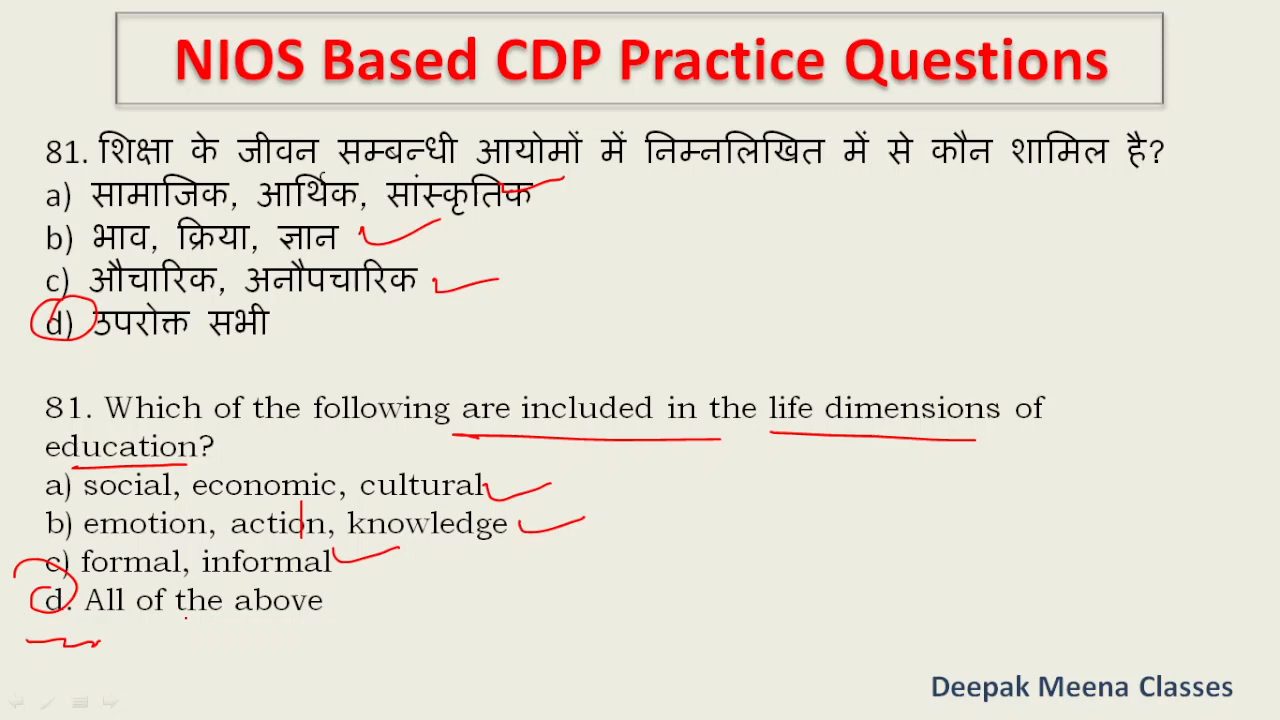 NIOS Based CDP Practice Questions
81. शिक्षा के जीवन सम्बन्धी आयोमों में निम्नलिखित में से कौन शामिल है?
a) सामाजिक, आर्थिक, सांस्कृतिक
b) भाव, क्रिया, ज्ञान
c) औचारिक, अनौपचारिक
d) उपरोक्त सभी
81. Which of the following are included in the life dimensions of
education?
a) social, economic, cultural
b) emotion, action, knowledge
c) formal, informal
d. All of the above
Deepak Meena Classes